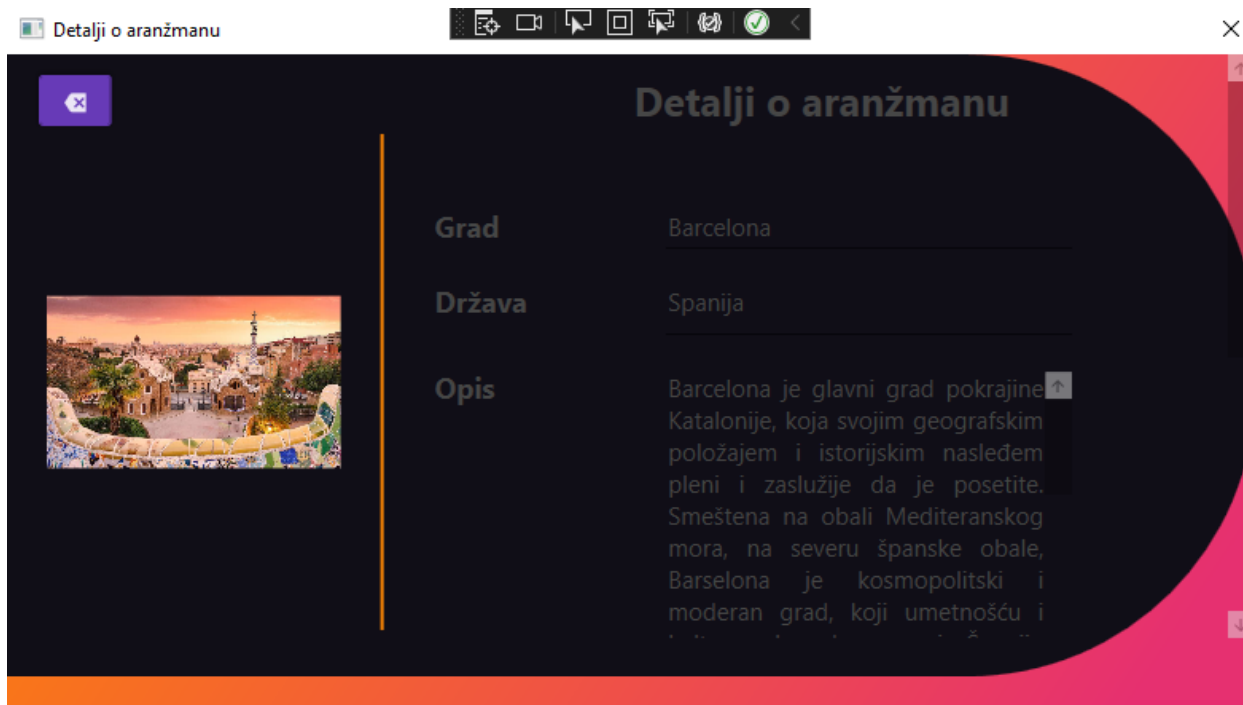 Detalji o aranžmanu
Detalji o aranžmanu
Grad
Barcelona
Država
Spanija
Opis
Barcelona je glavni grad pokrajine
Katalonije, koja svojim geografskim
položajem i istorijskim nasleđem
pleni i zaslužije da je posetite.
Smeštena na obali Mediteranskog
mora, na severu španske obale,
Barselona je kosmopolitski i
moderan grad, koji umetnošću i